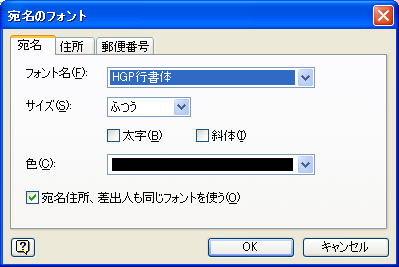 宛名のフォント
宛名 住所 郵便番号
フォント名(F): HGP行書体
サイズ(S): ふつう
太字(B) 斜体(I)
色(C):
宛名住所、差出人も同じフォントを使う(O)
OK キャンセル